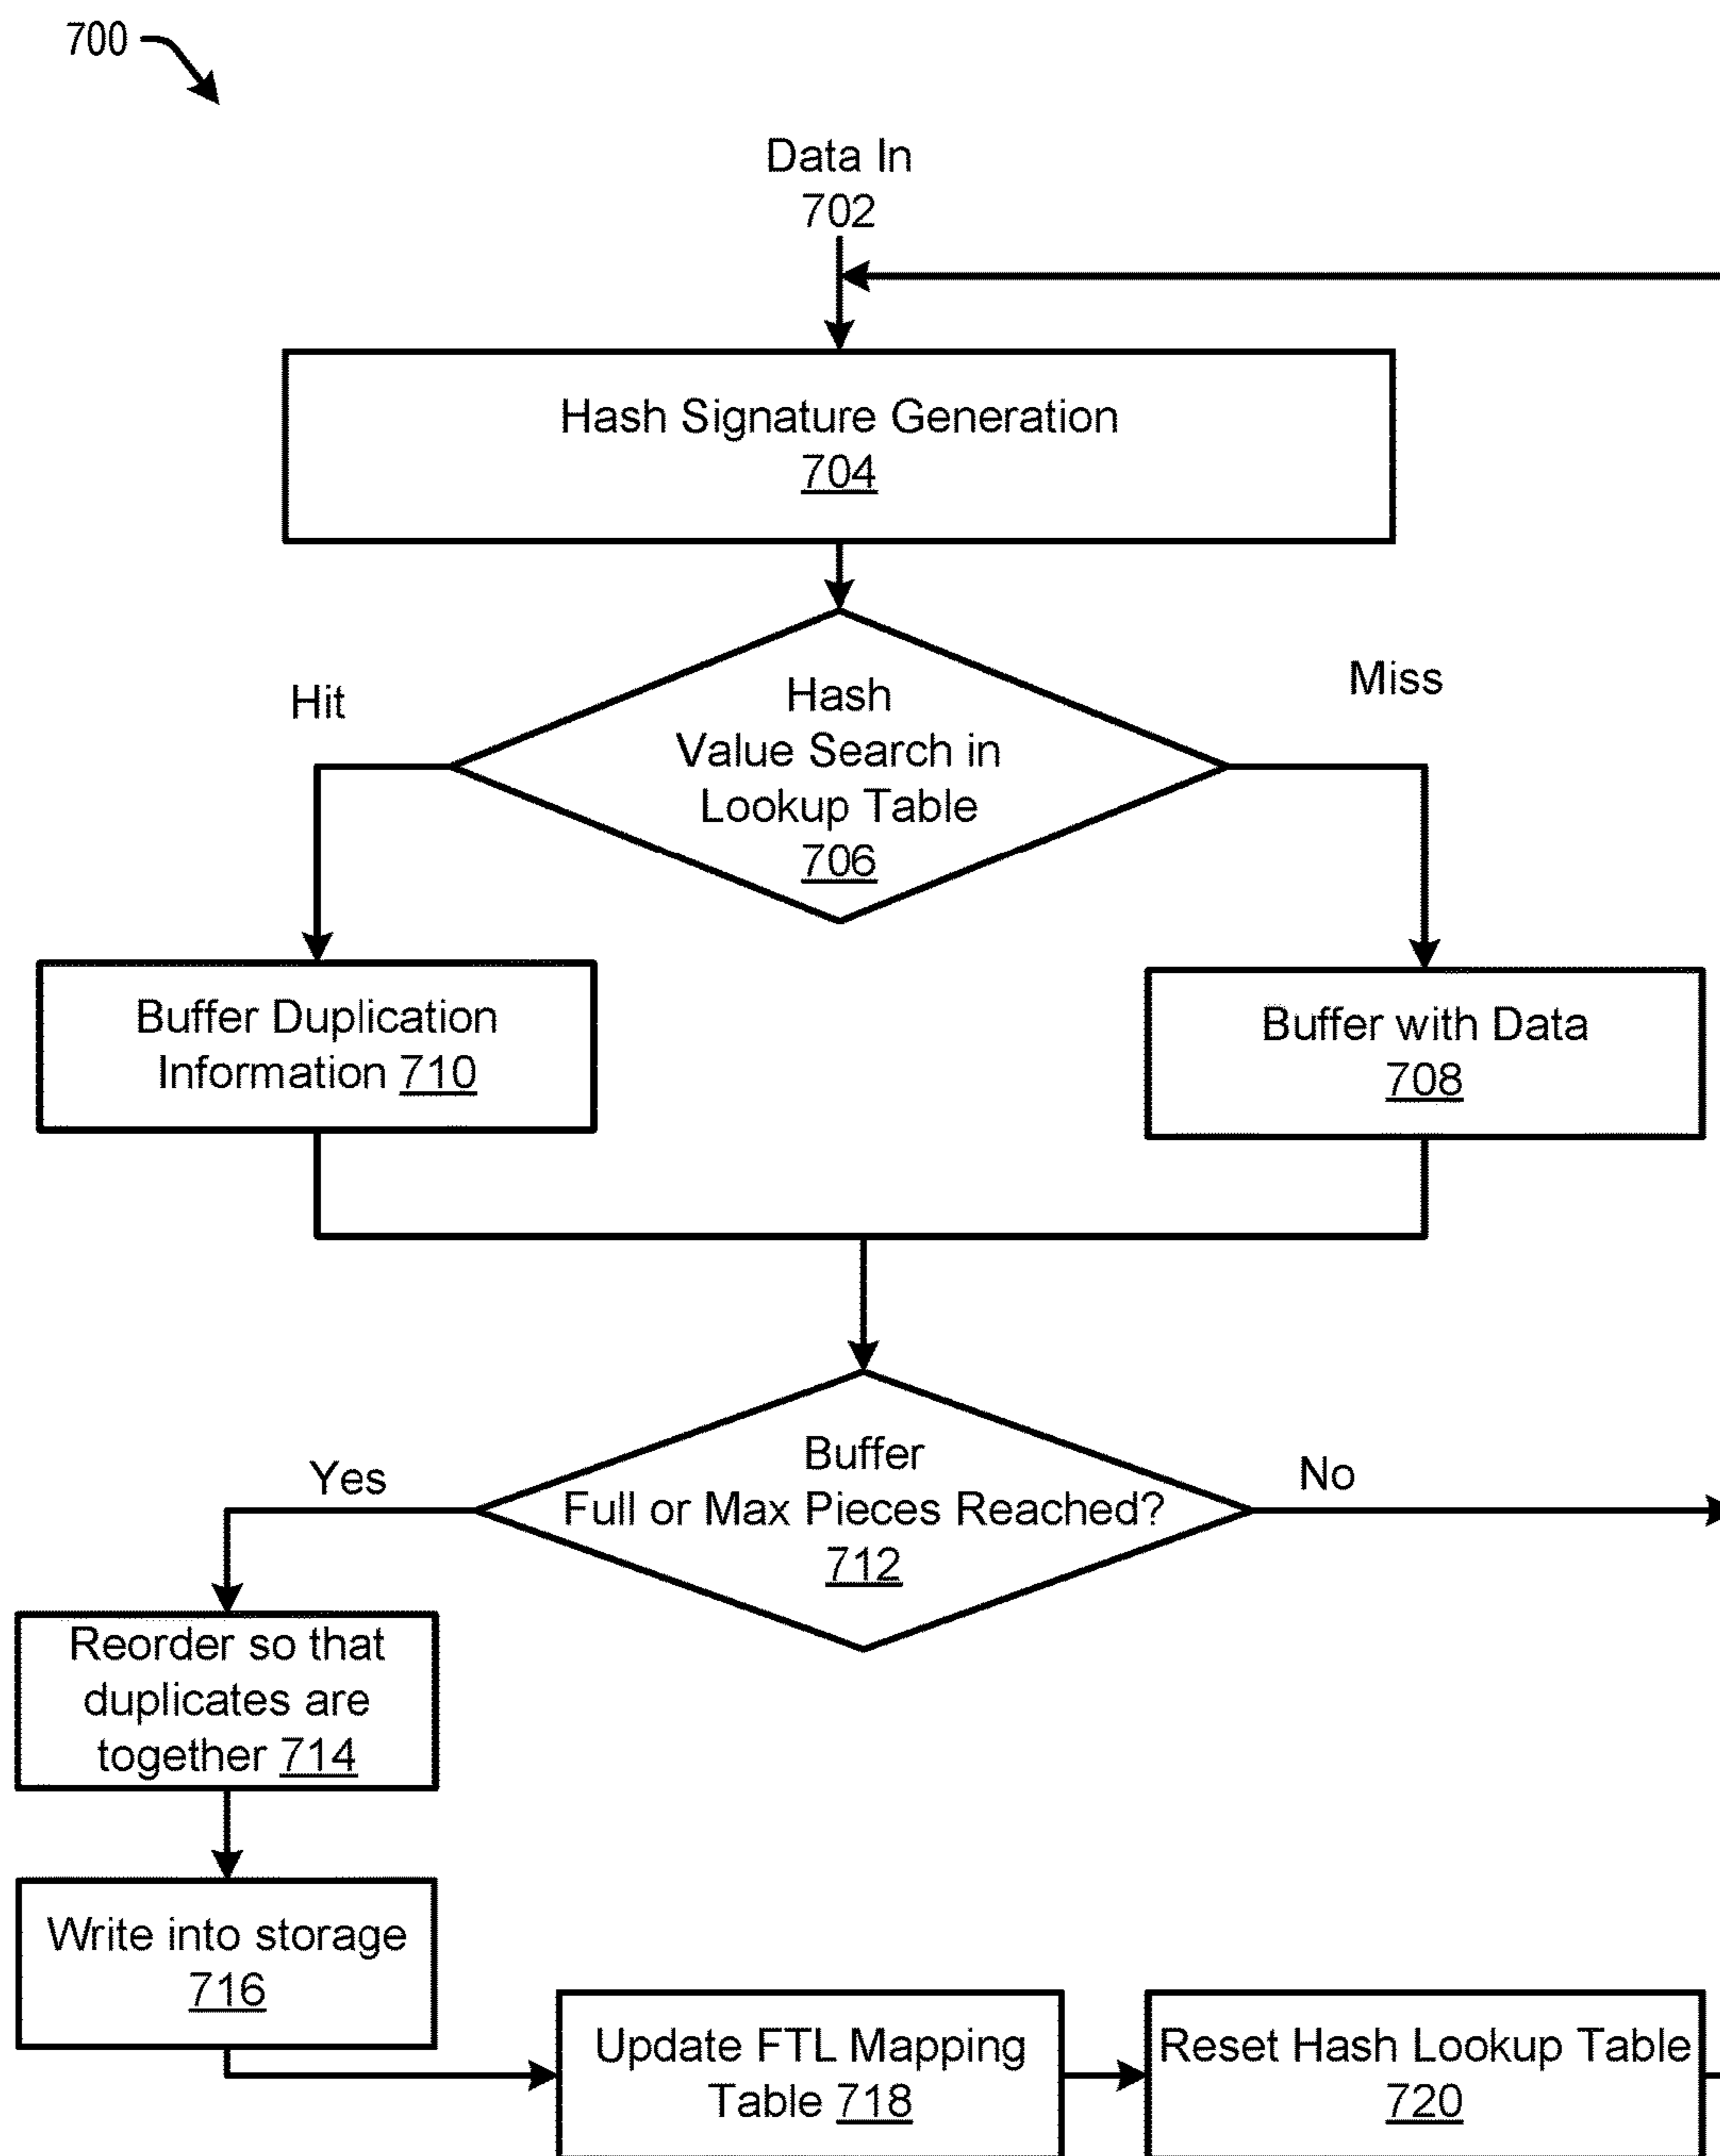 700
Data In
702
Hash Signature Generation
704
Hit
Miss
Hash
Value Search in
Lookup Table
706
Buffer Duplication
Information 710
Buffer with Data
708
Yes
No
Buffer
Full or Max Pieces Reached?
712
Reorder so that
duplicates are
together 714
Write into storage
716
Update FTL Mapping
Table 718
Reset Hash Lookup Table
720